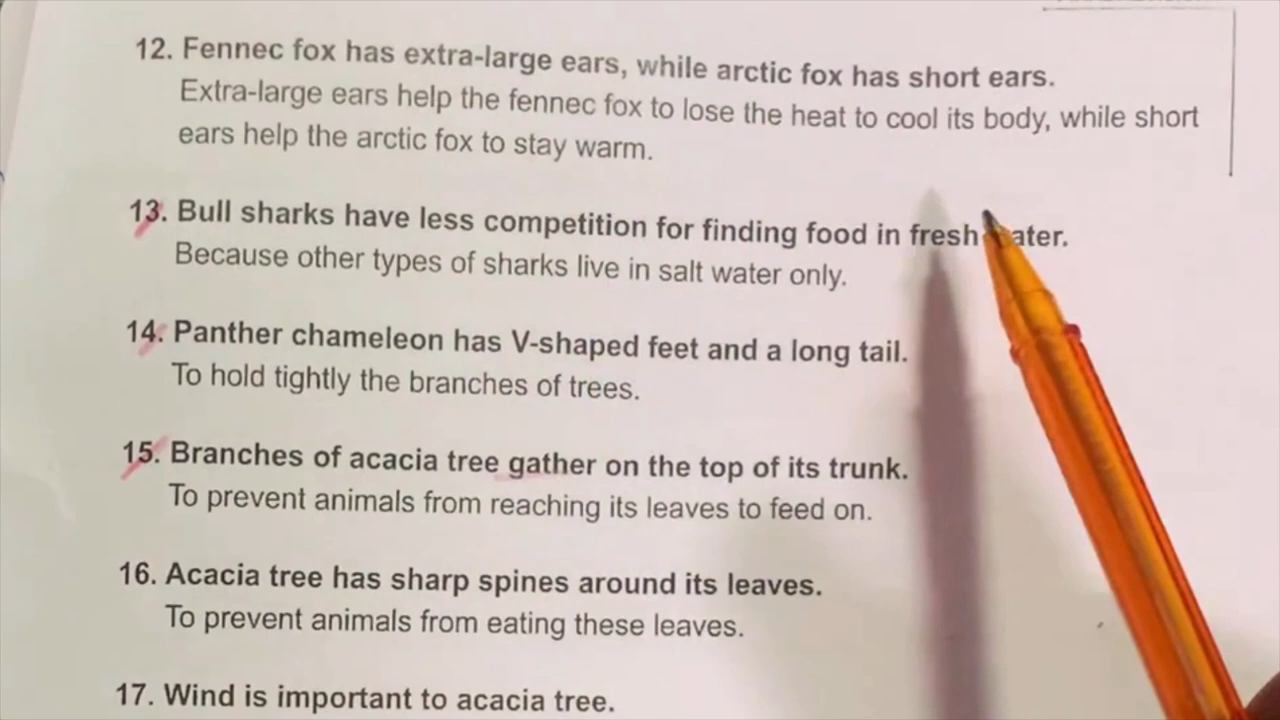 12. Fennec fox has extra-large ears, while arctic fox has short ears.
Extra-large ears help the fennec fox to lose the heat to cool its body, while short
ears help the arctic fox to stay warm.
13. Bull sharks have less competition for finding food in fresh ater.
Because other types of sharks live in salt water only.
14. Panther chameleon has V-shaped feet and a long tail.
To hold tightly the branches of trees.
15. Branches of acacia tree gather on the top of its trunk.
To prevent animals from reaching its leaves to feed on.
16. Acacia tree has sharp spines around its leaves.
To prevent animals from eating these leaves.
17. Wind is important to acacia tree.